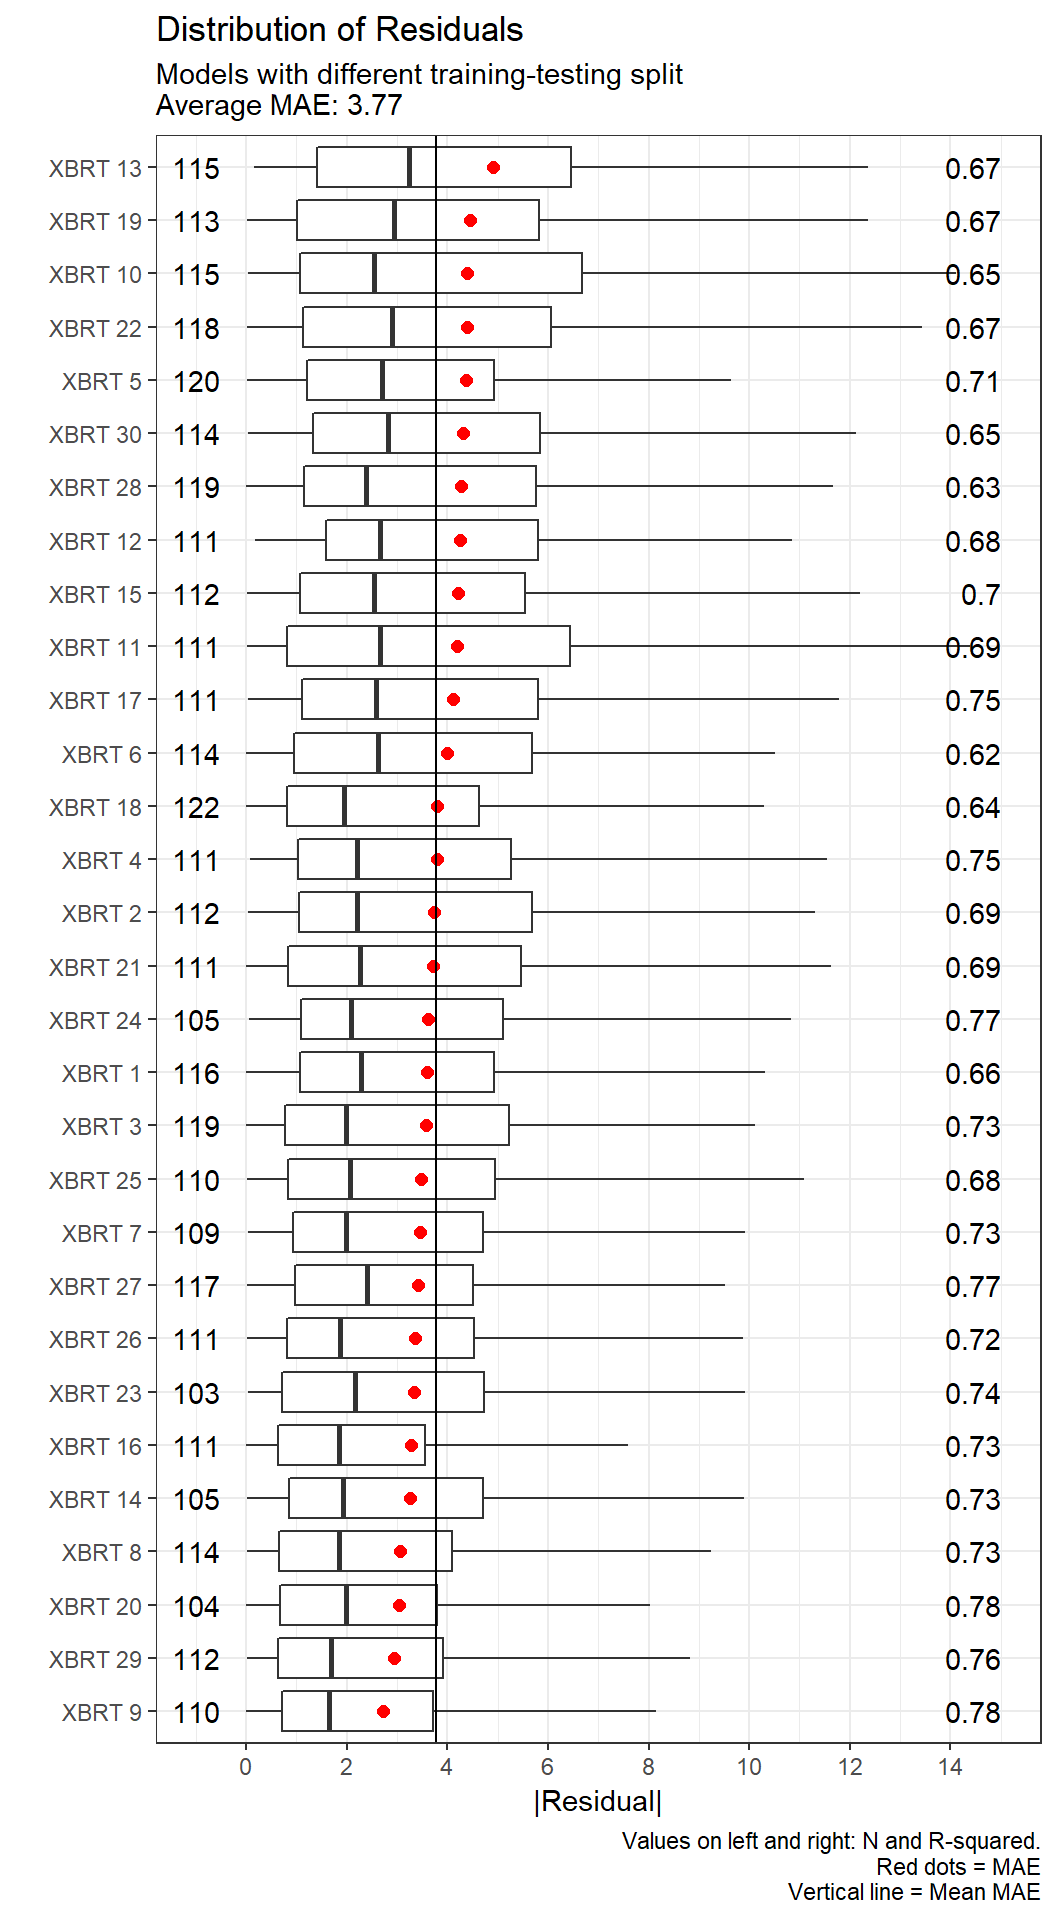 Distribution of Residuals
Models with different training-testing split
Average MAE: 3.77
XBRT 13 115 0.67
XBRT 19 113 0.67
XBRT 10 115 0.65
XBRT 22 118 0.67
XBRT 5 120 0.71
XBRT 30 114 0.65
XBRT 28 119 0.63
XBRT 12 111 0.68
XBRT 15 112 0.7
XBRT 11 111 0.69
XBRT 17 111 0.75
XBRT 6 114 0.62
XBRT 18 122 0.64
XBRT 4 111 0.75
XBRT 2 112 0.69
XBRT 21 111 0.69
XBRT 24 105 0.77
XBRT 1 116 0.66
XBRT 3 119 0.73
XBRT 25 110 0.68
XBRT 7 109 0.73
XBRT 27 117 0.77
XBRT 26 111 0.72
XBRT 23 103 0.74
XBRT 16 111 0.73
XBRT 14 105 0.73
XBRT 8 114 0.73
XBRT 20 104 0.78
XBRT 29 112 0.76
XBRT 9 110 0.78
0 2 4 6 8 10 12 14
|Residual|
Values on left and right: N and R-squared.
Red dots = MAE
Vertical line = Mean MAE